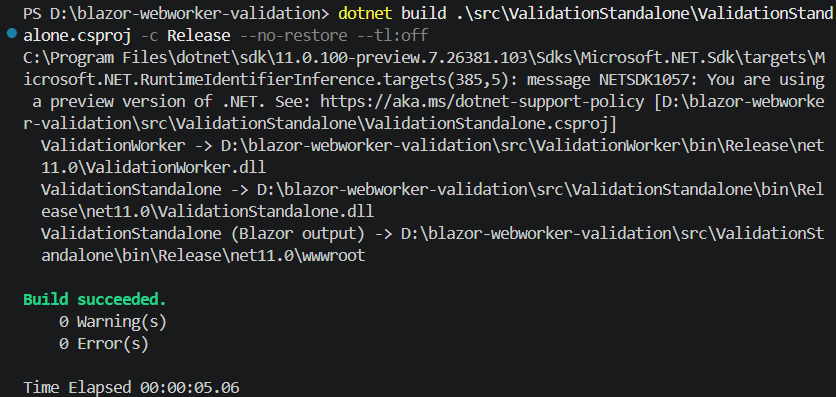 PS D:\blazor-webworker-validation> dotnet build .\src\ValidationStandalone\ValidationStand
alone.csproj -c Release --no-restore --tl:off
C:\Program Files\dotnet\sdk\11.0.100-preview.7.26381.103\Sdks\Microsoft.NET.Sdk\targets\M
icrosoft.NET.RuntimeIdentifierInference.targets(385,5): message NETSDK1057: You are using
 a preview version of .NET. See: https://aka.ms/dotnet-support-policy [D:\blazor-webworke
r-validation\src\ValidationStandalone\ValidationStandalone.csproj]
  ValidationWorker -> D:\blazor-webworker-validation\src\ValidationWorker\bin\Release\net
  11.0\ValidationWorker.dll
  ValidationStandalone -> D:\blazor-webworker-validation\src\ValidationStandalone\bin\Rel
  ease\net11.0\ValidationStandalone.dll
  ValidationStandalone (Blazor output) -> D:\blazor-webworker-validation\src\ValidationSt
  andalone\bin\Release\net11.0\wwwroot

Build succeeded.
    0 Warning(s)
    0 Error(s)

Time Elapsed 00:00:05.06